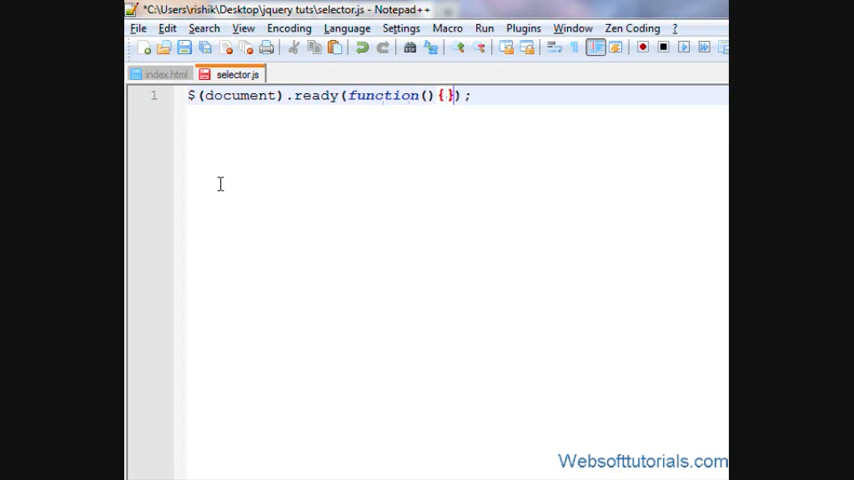 *C:\Users\rishik\Desktop\jquery tuts\selector.js - Notepad++
File Edit Search View Encoding Language Settings Macro Run Plugins Window Zen Coding ?
index.html selector.js
1 $(document).ready(function(){});
Websofttutorials.com